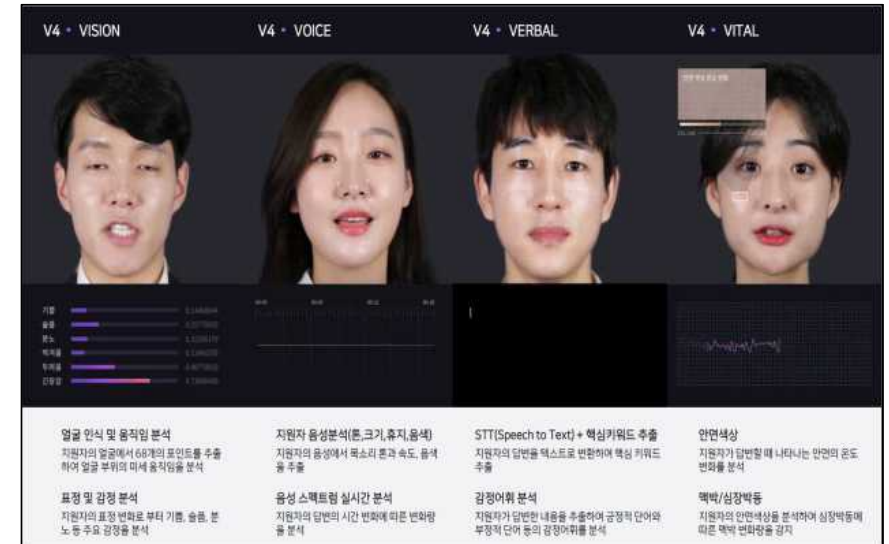 V4 • VISION
V4 • VOICE
V4 • VERBAL
V4 • VITAL
기쁨
슬픔
분노
긴장감
얼굴 인식 및 움직임 분석
지원자의 얼굴에서 68개의 포인트를 추출
하여 얼굴 부위의 미세 움직임을 분석
표정 및 감정 분석
지원자의 표정 변화로 부터 기쁨, 슬픔, 분
노 등 주요 감정을 분석
지원자 음성분석(톤,크기,휴지,음색)
지원자의 음성에서 목소리 톤과 속도, 음색
을 추출
음성 스펙트럼 실시간 분석
지원자의 답변의 시간 변화에 따른 변화량
을 분석
STT(Speech to Text) + 핵심키워드 추출
지원자의 답변을 텍스트로 변환하여 핵심 키워드
추출
감정어휘 분석
지원자가 답변한 내용을 추출하여 긍정적 단어와
부정적 단어 등의 감정어휘를 분석
안면색상
지원자가 답변할 때 나타나는 안면의 온도
변화를 분석
맥박/심장박동
지원자의 안면색상을 분석하여 심장박동에
따른 맥박 변화량을 감지